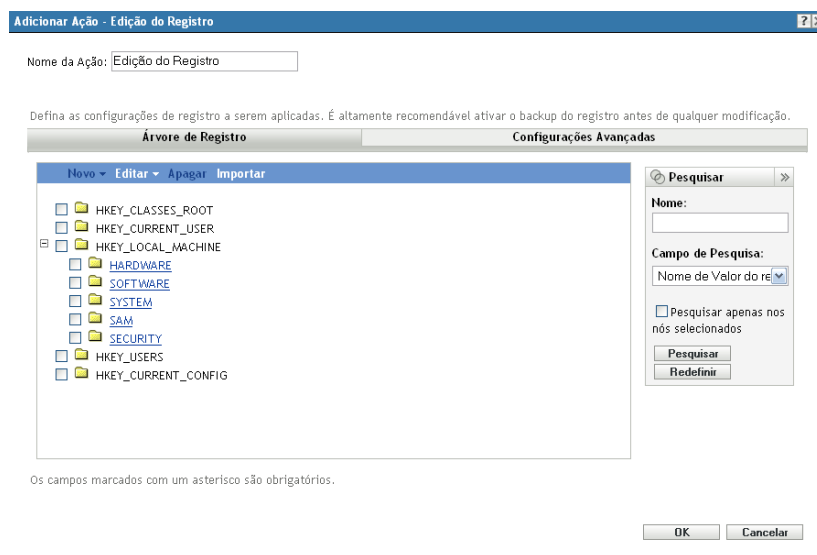 Adicionar Ação - Edição do Registro
Nome da Ação: Edição do Registro
Defina as configurações de registro a serem aplicadas. É altamente recomendável ativar o backup do registro antes de qualquer modificação.
Árvore de Registro Configurações Avançadas
Novo Editar Apagar Importar
HKEY_CLASSES_ROOT
HKEY_CURRENT_USER
HKEY_LOCAL_MACHINE
HARDWARE
SOFTWARE
SYSTEM
SAM
SECURITY
HKEY_USERS
HKEY_CURRENT_CONFIG
Pesquisar
Nome:
Campo de Pesquisa:
Nome de Valor do re
Pesquisar apenas nos
nós selecionados
Pesquisar
Redefinir
Os campos marcados com um asterisco são obrigatórios.
OK Cancelar